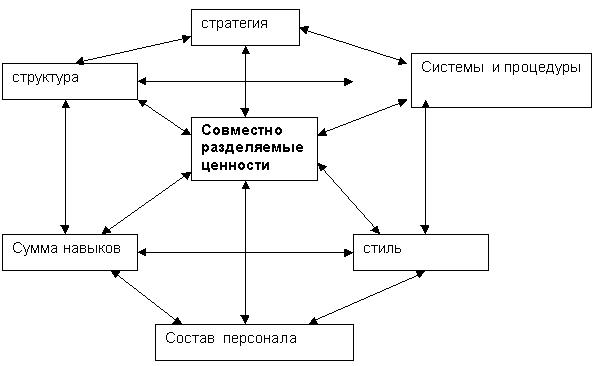 стратегия
структура
Системы и процедуры
Совместно
разделяемые
ценности
Сумма навыков
стиль
Состав персонала